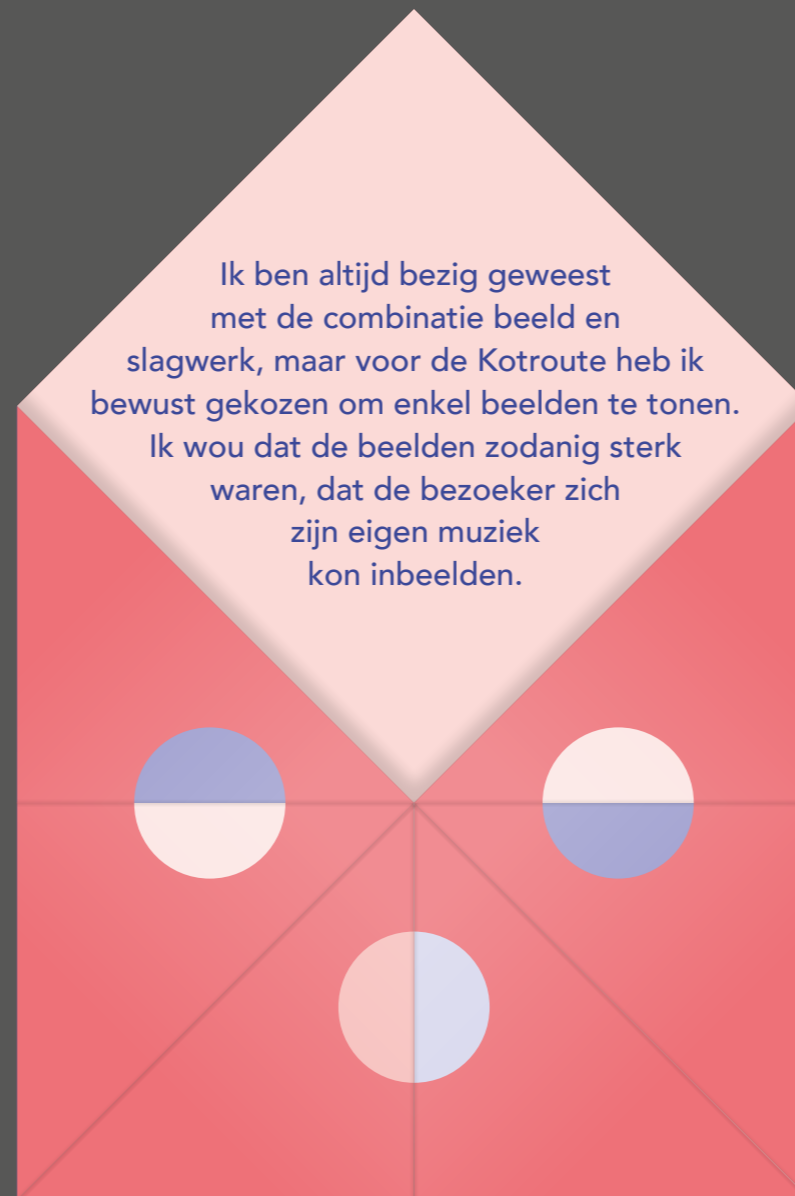 Ik ben altijd bezig geweest
met de combinatie beeld en
slagwerk, maar voor de Kotroute heb ik
bewust gekozen om enkel beelden te tonen.
Ik wou dat de beelden zodanig sterk
waren, dat de bezoeker zich
zijn eigen muziek
kon inbeelden.